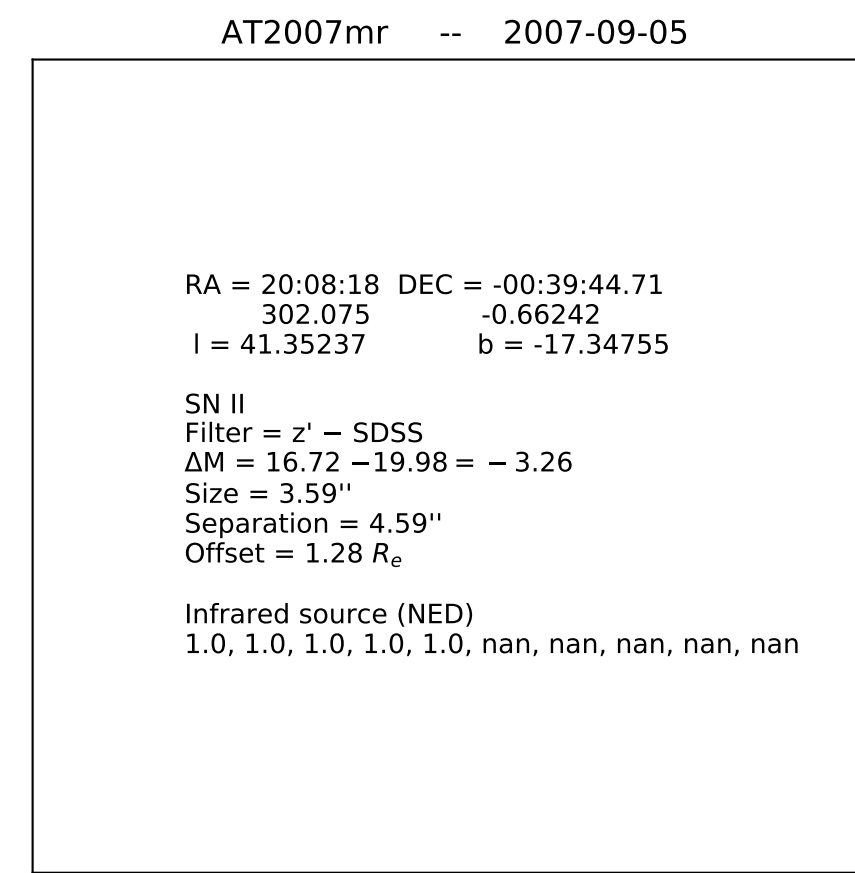 AT2007mr -- 2007-09-05
RA = 20:08:18 DEC = -00:39:44.71
302.075 -0.66242
l = 41.35237 b = -17.34755
SN II
Filter = z' − SDSS
ΔM = 16.72 −19.98 = − 3.26
Size = 3.59''
Separation = 4.59''
Offset = 1.28 Rₑ
Infrared source (NED)
1.0, 1.0, 1.0, 1.0, 1.0, nan, nan, nan, nan, nan